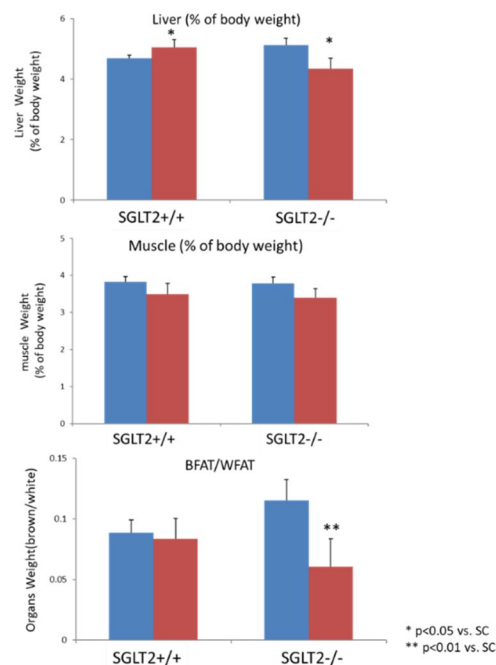 Liver (% of body weight)
Liver Weight
(% of body weight)
6
4
2
0
*
*
SGLT2+/+
SGLT2-/-
Muscle (% of body weight)
muscle Weight
(% of body weight)
5
4
3
2
1
0
SGLT2+/+
SGLT2-/-
BFAT/WFAT
Organs Weight(brown/white)
0.15
0.1
0.05
0
**
SGLT2+/+
SGLT2-/-
* p<0.05 vs. SC
** p<0.01 vs. SC